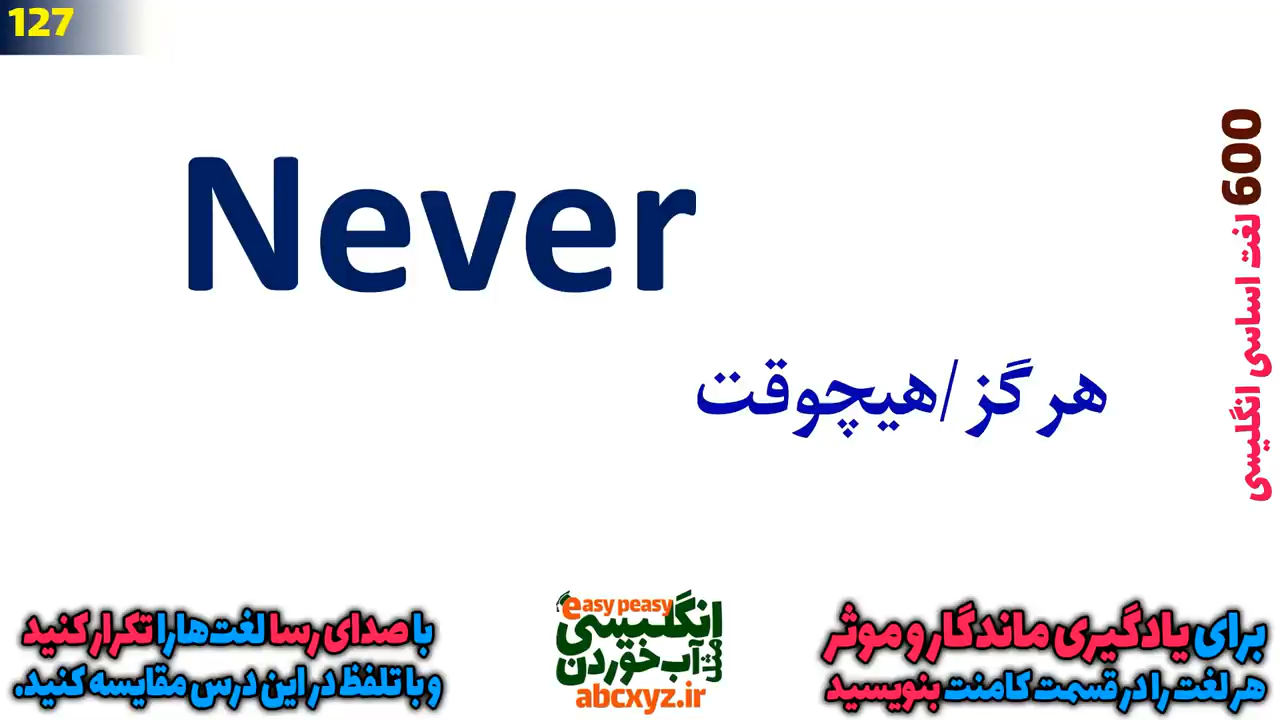 127
Never
هرگز/هیچوقت
600 لغت اساسی انگلیسی
برای یادگیری ماندگار و موثر
هر لغت را در قسمت کامنت بنویسید
easy peasy
انگلیسی
مثل آب خوردن
abcxyz.ir
با صدای رسا لغت‌ها را تکرار کنید
و با تلفظ در این درس مقایسه کنید.